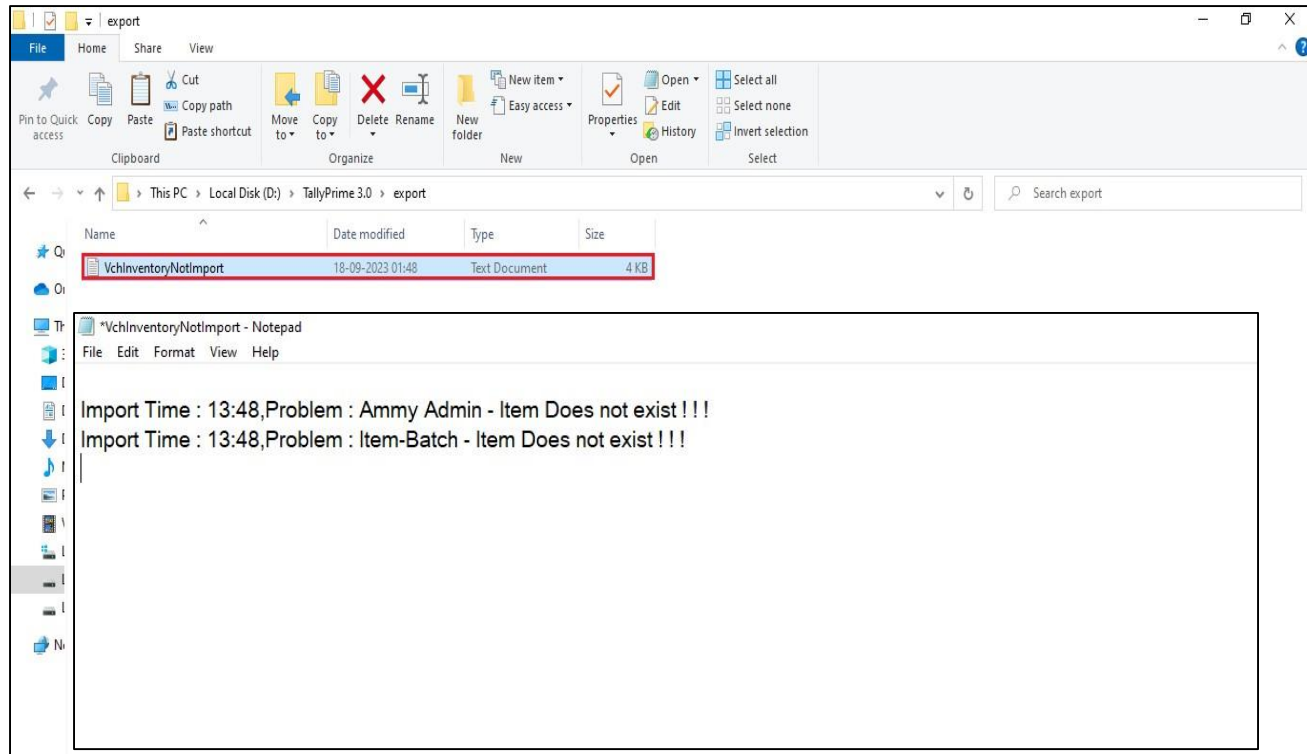 export
File Home Share View
Pin to Quick access
Copy
Paste
Cut
Copy path
Paste shortcut
Clipboard
Move to
Copy to
Delete
Rename
Organize
New folder
New item
Easy access
New
Properties
Open
Edit
History
Open
Select all
Select none
Invert selection
Select
This PC > Local Disk (D:) > TallyPrime 3.0 > export
Search export
Name Date modified Type Size
VchInventoryNotImport 18-09-2023 01:48 Text Document 4 KB
*VchInventoryNotImport - Notepad
File Edit Format View Help
Import Time : 13:48,Problem : Ammy Admin - Item Does not exist ! ! !
Import Time : 13:48,Problem : Item-Batch - Item Does not exist ! ! !